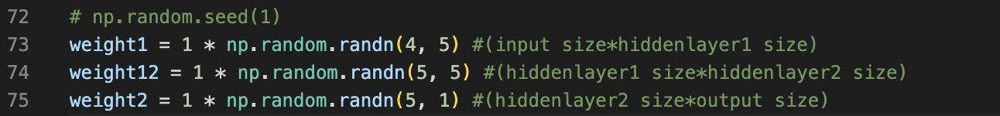 72 # np.random.seed(1)
73 weight1 = 1 * np.random.randn(4, 5) #(input size*hiddenlayer1 size)
74 weight12 = 1 * np.random.randn(5, 5) #(hiddenlayer1 size*hiddenlayer2 size)
75 weight2 = 1 * np.random.randn(5, 1) #(hiddenlayer2 size*output size)